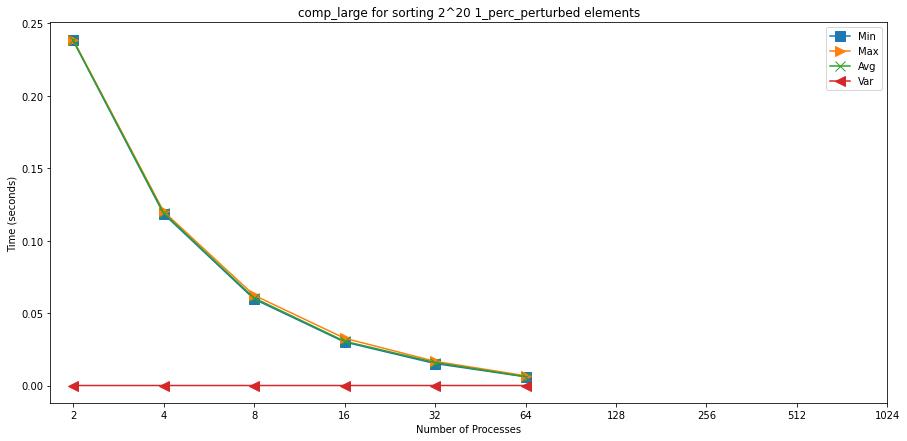 comp_large for sorting 2^20 1_perc_perturbed elements
Min
Max
Avg
Var
Time (seconds)
0.25
0.20
0.15
0.10
0.05
0.00
2 4 8 16 32 64 128 256 512 1024
Number of Processes